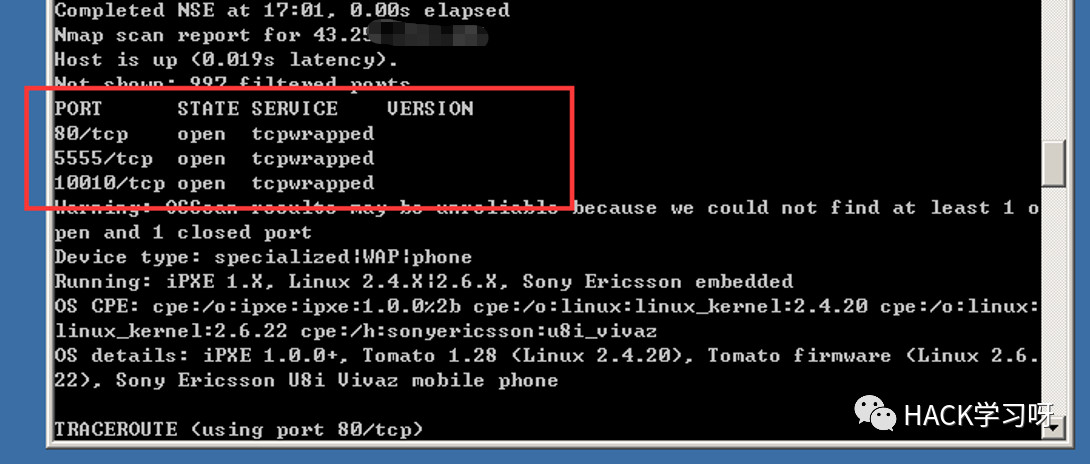 Completed NSE at 17:01, 0.00s elapsed
Nmap scan report for 43.25
Host is up (0.019s latency).
Not shown: 997 filtered ports
PORT STATE SERVICE VERSION
80/tcp open tcpwrapped
5555/tcp open tcpwrapped
10010/tcp open tcpwrapped
Warning: OSScan results may be unreliable because we could not find at least 1 o
pen and 1 closed port
Device type: specialized|WAP|phone
Running: iPXE 1.X, Linux 2.4.X|2.6.X, Sony Ericsson embedded
OS CPE: cpe:/o:ipxe:ipxe:1.0.0%2b cpe:/o:linux:linux_kernel:2.4.20 cpe:/o:linux:
linux_kernel:2.6.22 cpe:/h:sonyericsson:u8i_vivaz
OS details: iPXE 1.0.0+, Tomato 1.28 (Linux 2.4.20), Tomato firmware (Linux 2.6.
22), Sony Ericsson U8i Vivaz mobile phone
TRACEROUTE (using port 80/tcp)
HACK学习呀